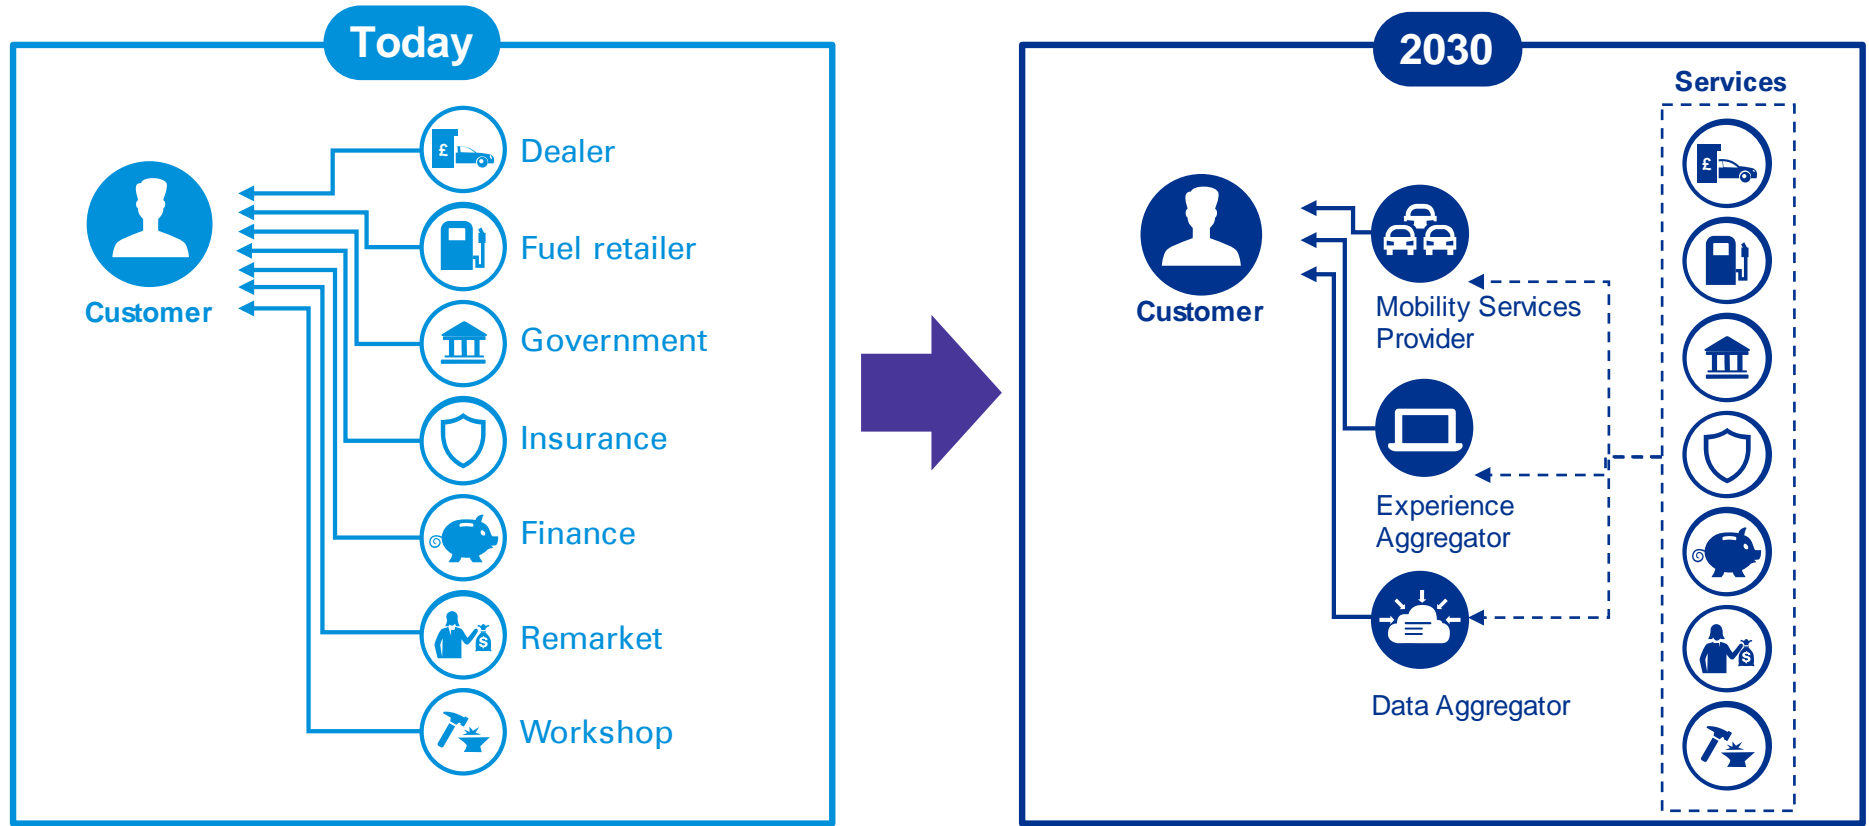 Today
£
Dealer
Fuel retailer
Customer
Government
Insurance
Finance
$
Remarket
Workshop
2030
Services
£
Customer
Mobility Services
Provider
Experience
Aggregator
$
Data Aggregator